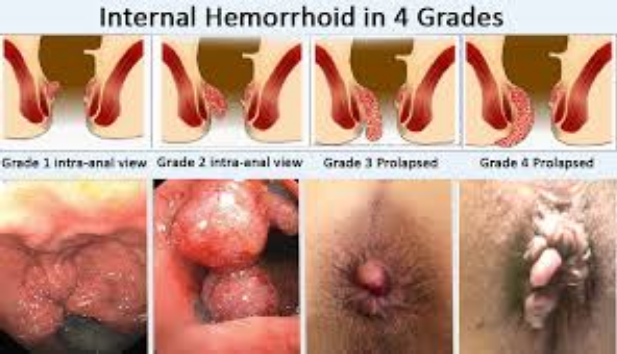 Internal Hemorrhoid in 4 Grades
Grade 1 intra-anal view
Grade 2 intra-anal view
Grade 3 Prolapsed
Grade 4 Prolapsed